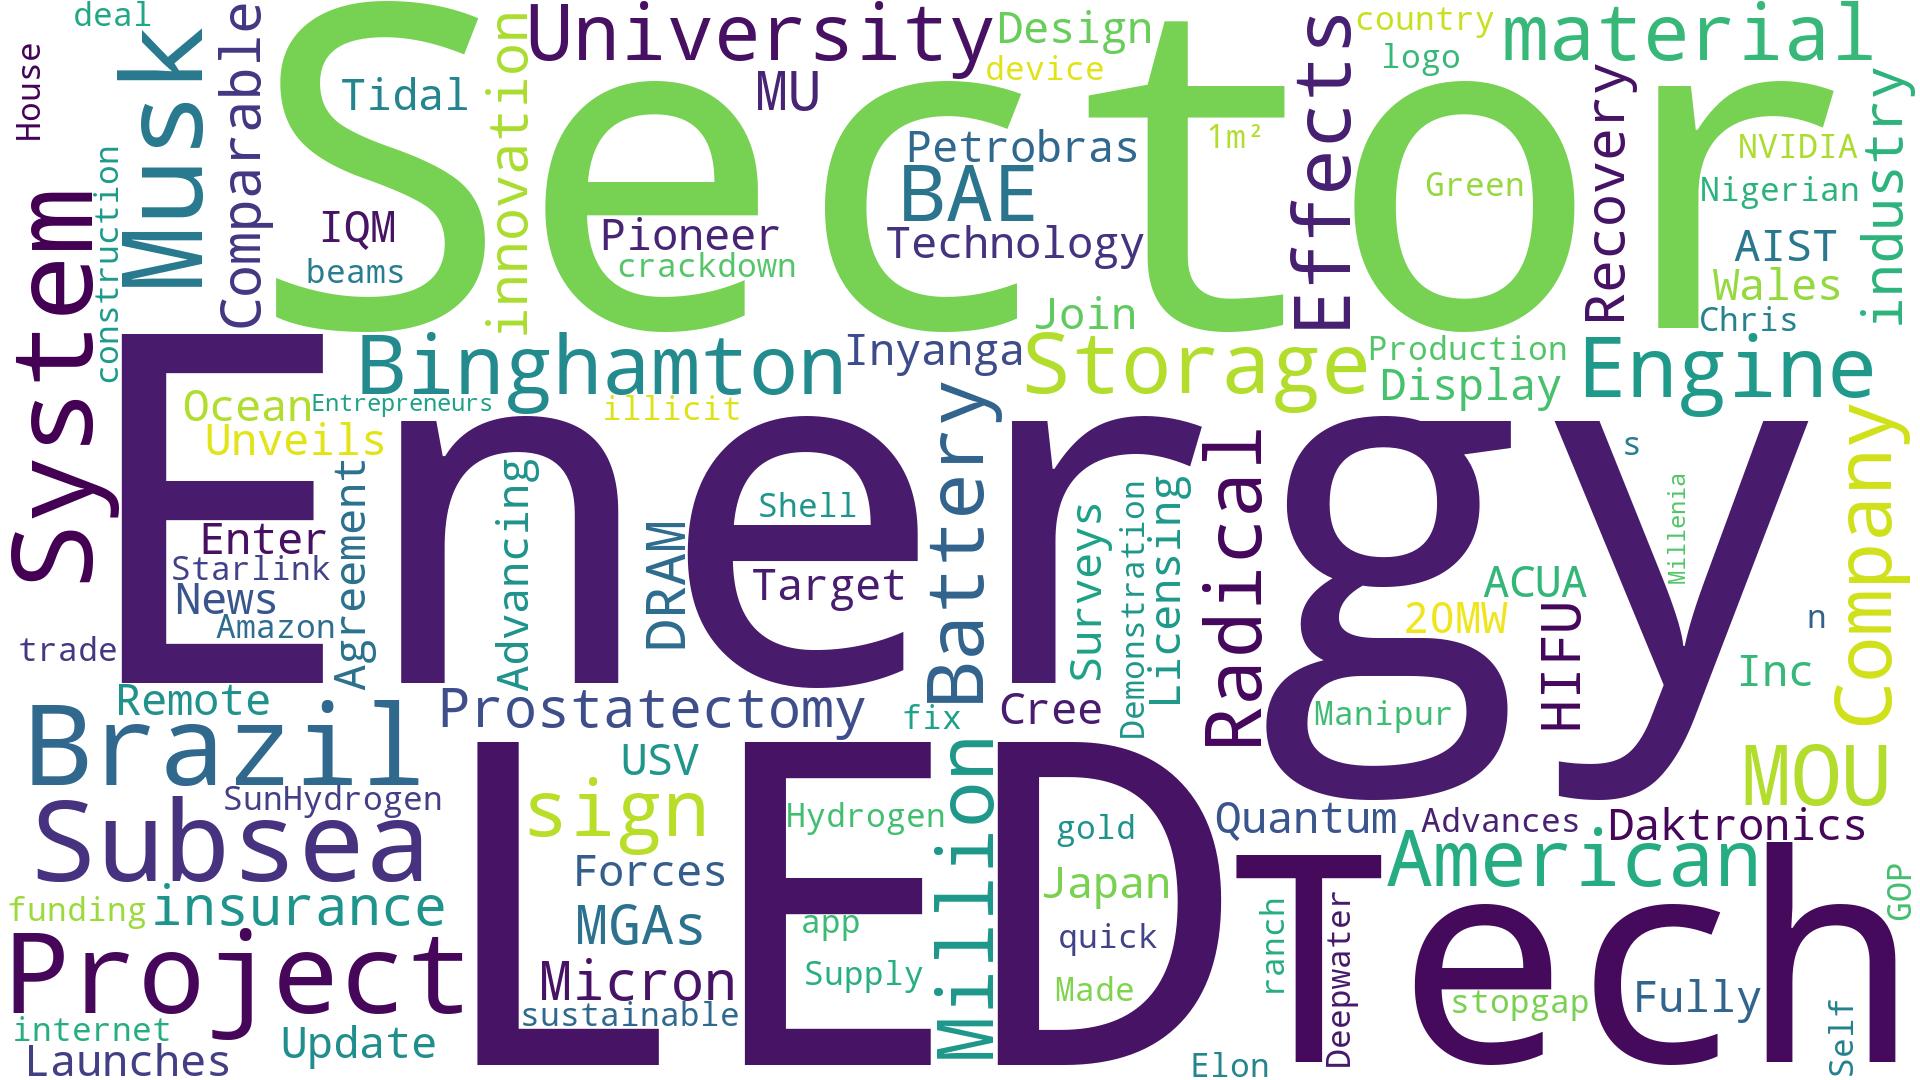 deal
House
Musk
Comparable
Sector
Tidal
innovation
University
MU
Design
device
Effects
country
logo
material
Petrobras
BAE
Technology
1m²
Green
Recovery
NVIDIA
Nigerian
AIST
Wales
Chris
industry
construction
System
IQM
beams
Pioneer
crackdown
Join
Binghamton
Inyanga
Storage
Production
Display
Engine
Energy
Ocean
Entrepreneurs
Unveils
illicit
Battery
Company
Enter
Starlink
News
Amazon
Agreement
Advancing
DRAM
Shell
Target
Surveys
Demonstration
Licensing
Radical
ACUA
20MW
HIFU
s
Millenia
n
Inc
trade
Remote
Prostatectomy
fix
Cree
Manipur
Brazil
SunHydrogen
Subsea
USV
sign
Forces
MGAs
Micron
sustainable
LED
Hydrogen
app
Supply
Million
gold
Japan
quick
Made
Quantum
Advances
Daktronics
MOU
American
Tech
GOP
funding
insurance
Project
internet
Update
Launches
ranch
Deepwater
stopgap
Fully
Self
Elon